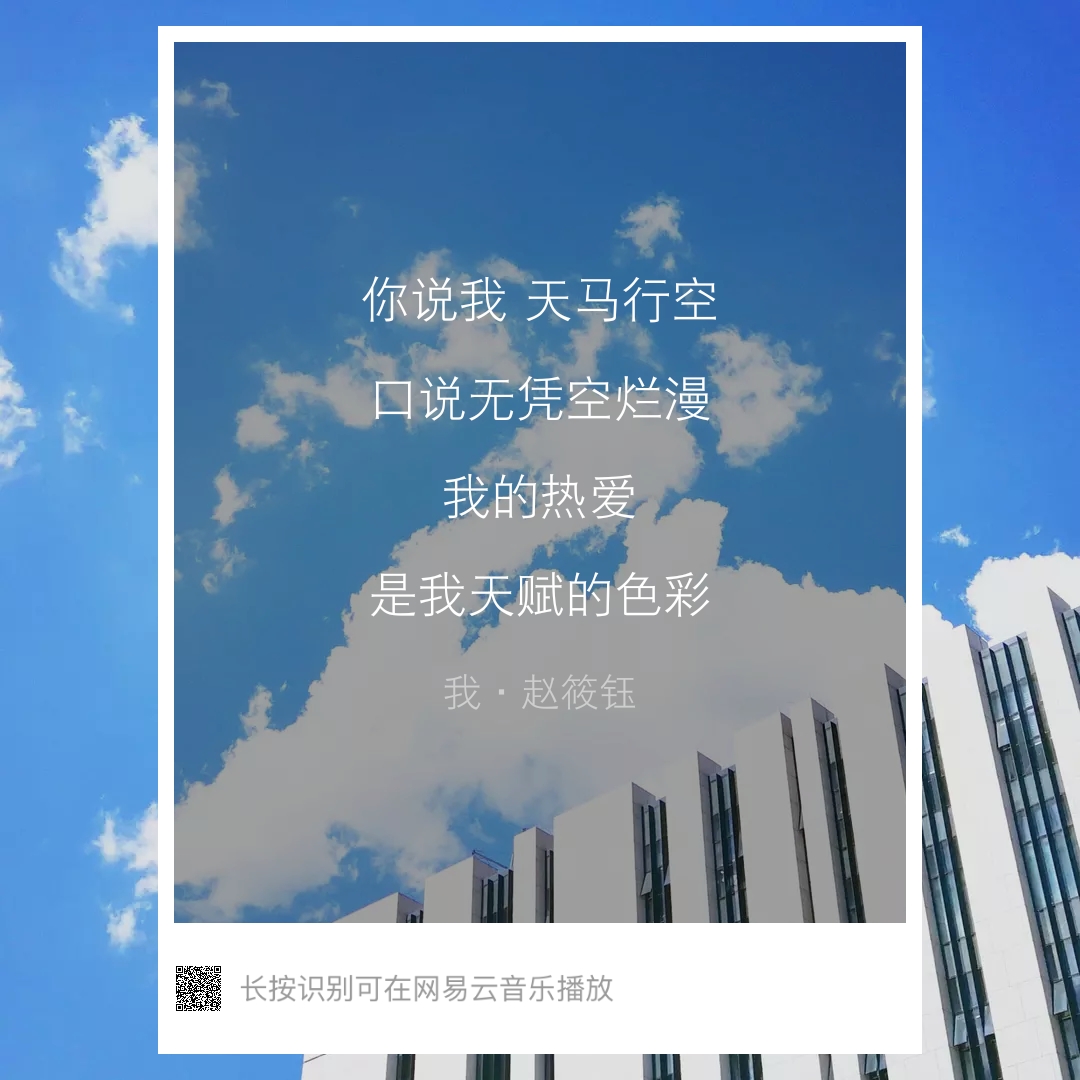 你说我 天马行空
口说无凭空烂漫
我的热爱
是我天赋的色彩
我·赵筱钰
长按识别可在网易云音乐播放